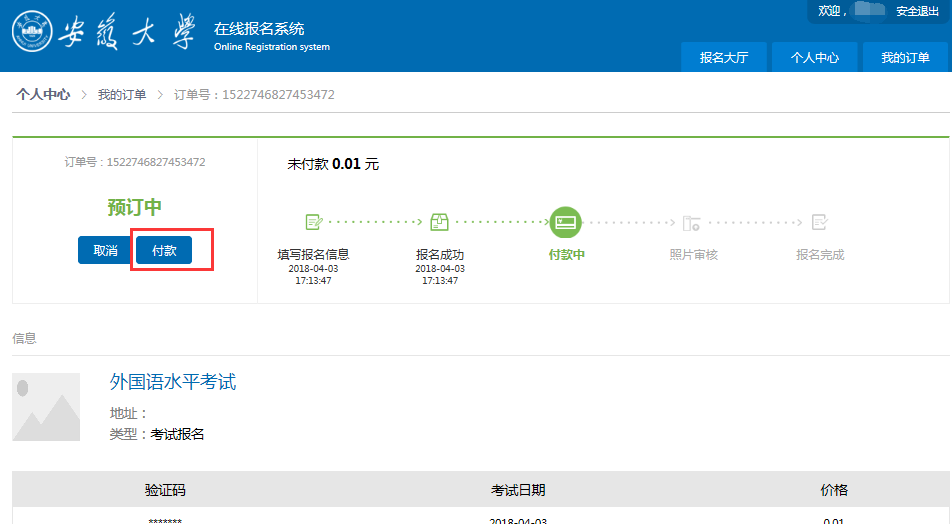 安徽大学
在线报名系统
Online Registration system
欢迎， 安全退出
报名大厅 个人中心 我的订单
个人中心 > 我的订单 > 订单号：1522746827453472
订单号：1522746827453472
预订中
取消 付款
未付款 0.01 元
填写报名信息 报名成功 付款中 照片审核 报名完成
2018-04-03 2018-04-03
17:13:47 17:13:47
信息
外国语水平考试
地址：
类型：考试报名
验证码 考试日期 价格
******* 2018-04-03 0.01